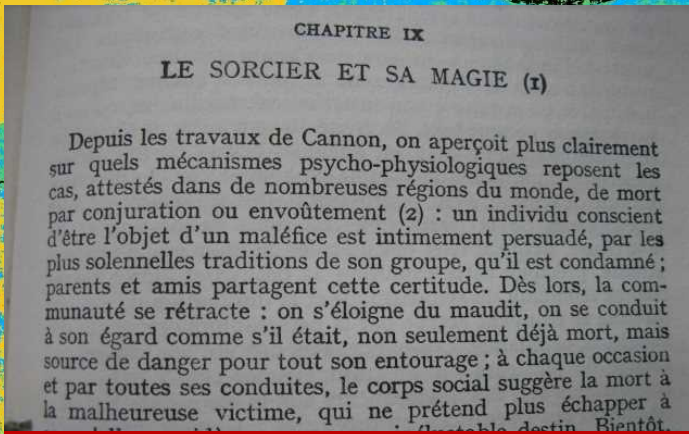 CHAPITRE IX
LE SORCIER ET SA MAGIE (1)
Depuis les travaux de Cannon, on aperçoit plus clairement
sur quels mécanismes psycho-physiologiques reposent les
cas, attestés dans de nombreuses régions du monde, de mort
par conjuration ou envoûtement (2) : un individu conscient
d'être l'objet d'un maléfice est intimement persuadé, par les
plus solennelles traditions de son groupe, qu'il est condamné ;
parents et amis partagent cette certitude. Dès lors, la com-
munauté se rétracte : on s'éloigne du maudit, on se conduit
à son égard comme s'il était, non seulement déjà mort, mais
source de danger pour tout son entourage ; à chaque occasion
et par toutes ses conduites, le corps social suggère la mort à
la malheureuse victime, qui ne prétend plus échapper à
destin. Bientôt,